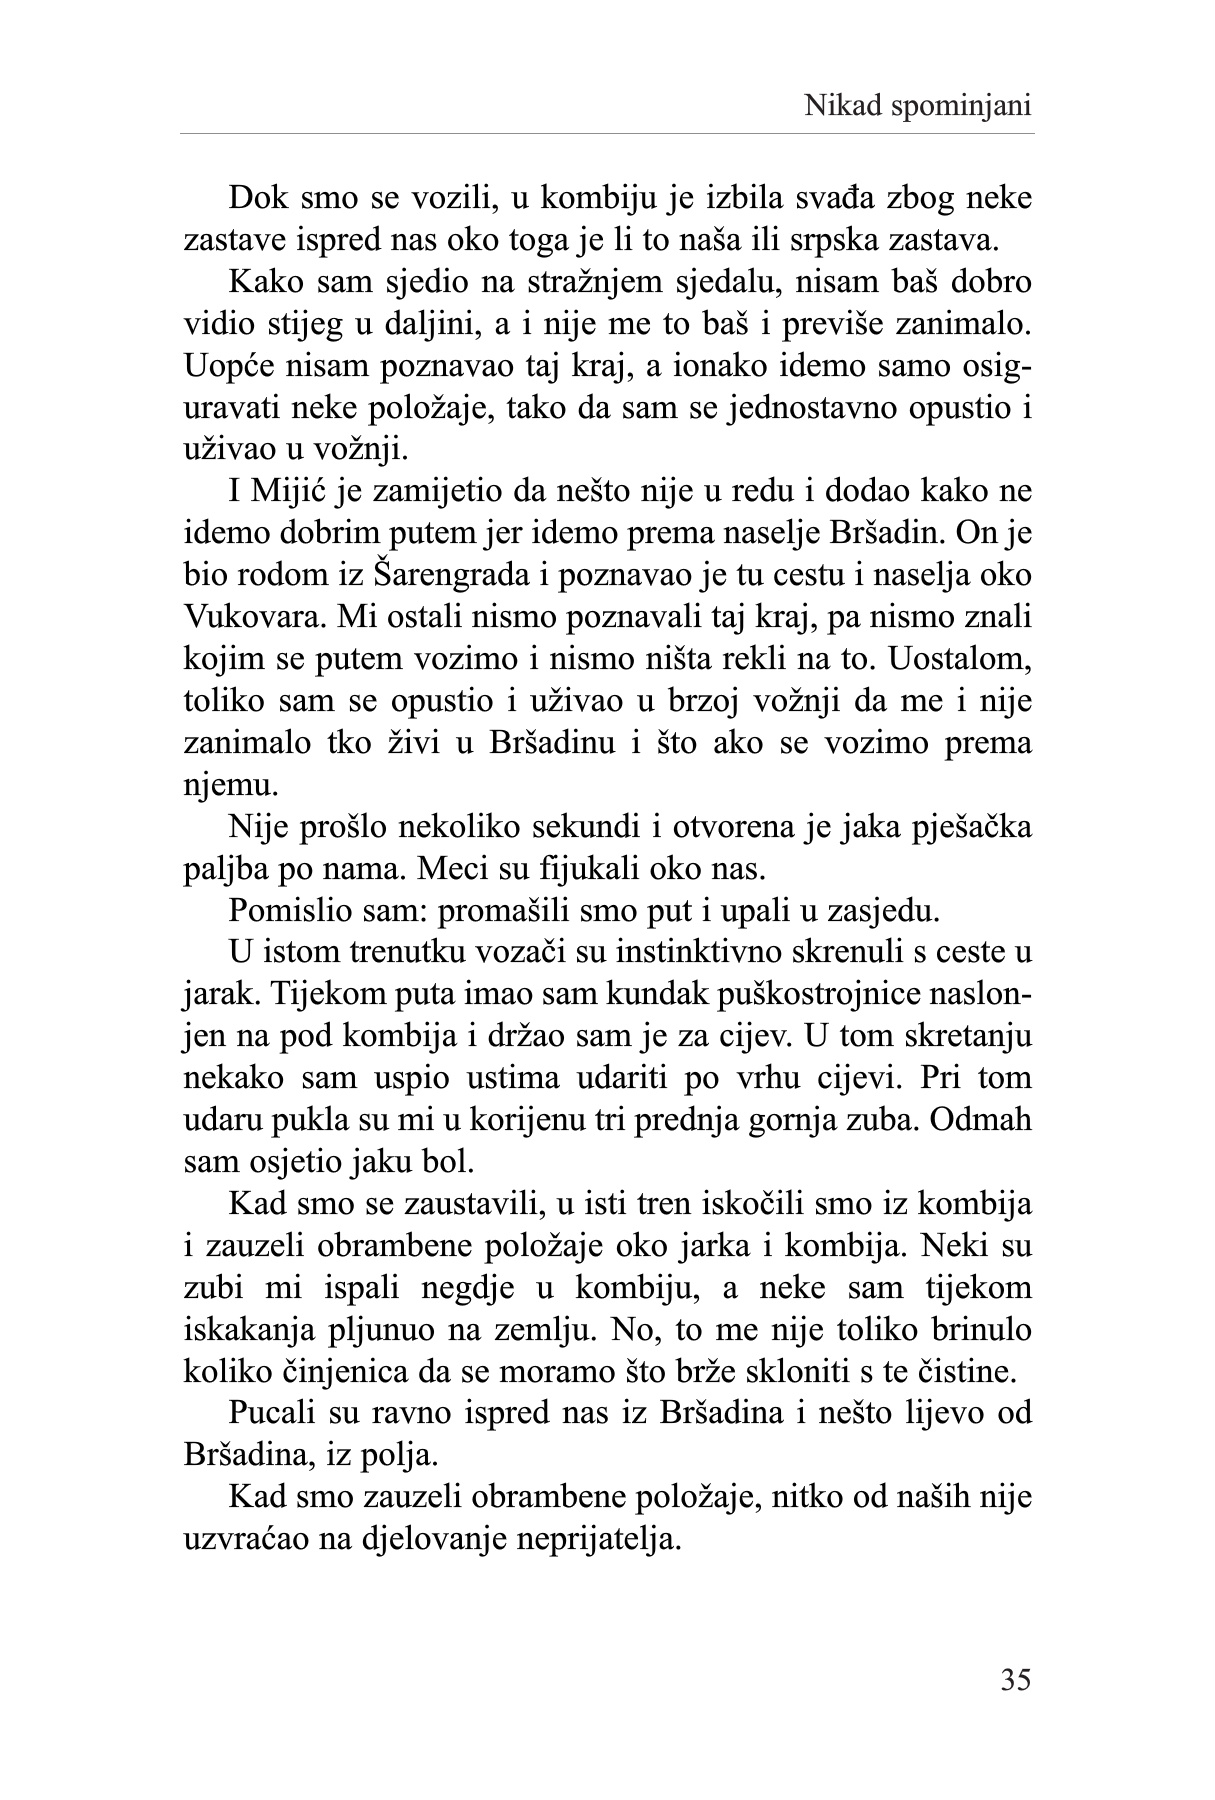 Nikad spominjani
Dok smo se vozili, u kombiju je izbila svađa zbog neke
zastave ispred nas oko toga je li to naša ili srpska zastava.
Kako sam sjedio na stražnjem sjedalu, nisam baš dobro
vidio stijeg u daljini, a i nije me to baš i previše zanimalo.
Uopće nisam poznavao taj kraj, a ionako idemo samo osig-
uravati neke položaje, tako da sam se jednostavno opustio i
uživao u vožnji.
I Mijić je zamijetio da nešto nije u redu i dodao kako ne
idemo dobrim putem jer idemo prema naselje Bršadin. On je
bio rodom iz Šarengrada i poznavao je tu cestu i naselja oko
Vukovara. Mi ostali nismo poznavali taj kraj, pa nismo znali
kojim se putem vozimo i nismo ništa rekli na to. Uostalom,
toliko sam se opustio i uživao u brzoj vožnji da me i nije
zanimalo tko živi u Bršadinu i što ako se vozimo prema
njemu.
Nije prošlo nekoliko sekundi i otvorena je jaka pješačka
paljba po nama. Meci su fijukali oko nas.
Pomislio sam: promašili smo put i upali u zasjedu.
U istom trenutku vozači su instinktivno skrenuli s ceste u
jarak. Tijekom puta imao sam kundak puškostrojnice naslon-
jen na pod kombija i držao sam je za cijev. U tom skretanju
nekako sam uspio ustima udariti po vrhu cijevi. Pri tom
udaru pukla su mi u korijenu tri prednja gornja zuba. Odmah
sam osjetio jaku bol.
Kad smo se zaustavili, u isti tren iskočili smo iz kombija
i zauzeli obrambene položaje oko jarka i kombija. Neki su
zubi mi ispali negdje u kombiju, a neke sam tijekom
iskakanja pljunuo na zemlju. No, to me nije toliko brinulo
koliko činjenica da se moramo što brže skloniti s te čistine.
Pucali su ravno ispred nas iz Bršadina i nešto lijevo od
Bršadina, iz polja.
Kad smo zauzeli obrambene položaje, nitko od naših nije
uzvraćao na djelovanje neprijatelja.
35